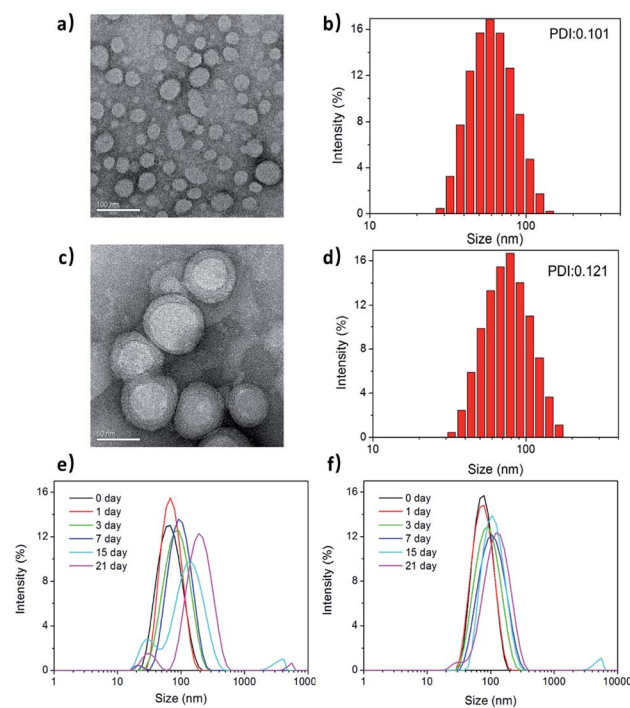 a)
100 nm
b)
PDI:0.101
Intensity (%)
16
12
8
4
0
10
100
Size (nm)
c)
50 nm
d)
PDI:0.121
Intensity (%)
16
12
8
4
0
10
100
Size (nm)
e)
0 day
1 day
3 day
7 day
15 day
21 day
Intensity (%)
16
12
8
4
0
1
10
100
1000
1000
Size (nm)
f)
0 day
1 day
3 day
7 day
15 day
21 day
Intensity (%)
16
12
8
4
0
1
10
100
1000
10000
Size (nm)